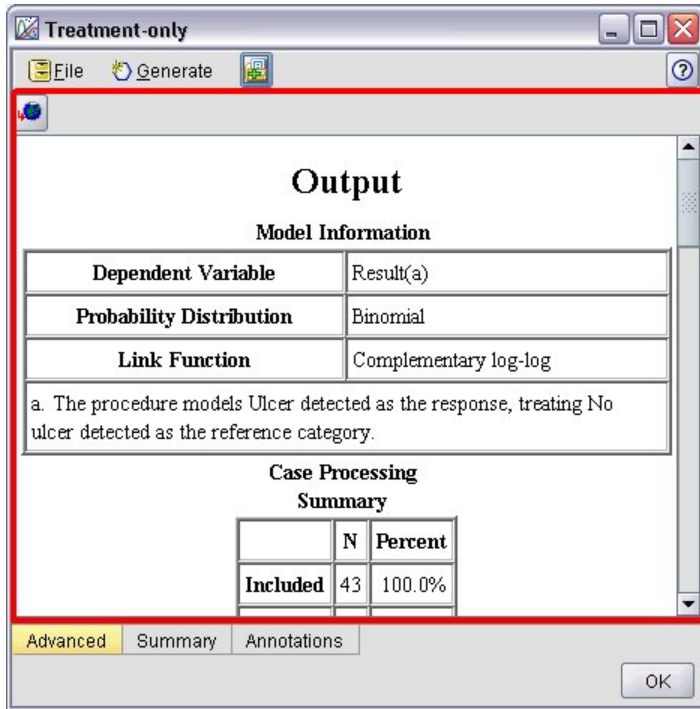 Treatment-only
File Generate
Output
Model Information
Dependent Variable Result(a)
Probability Distribution Binomial
Link Function Complementary log-log
a. The procedure models Ulcer detected as the response, treating No
ulcer detected as the reference category.
Case Processing
Summary
N Percent
Included 43 100.0%
Advanced Summary Annotations
OK